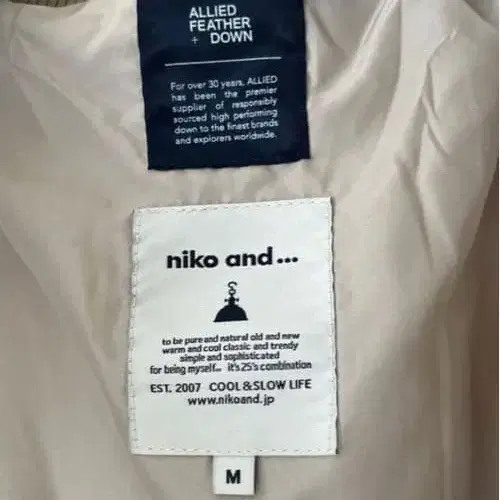 ALLIED
FEATHER
+ DOWN
For over 30 years, ALLIED
has been the premier
supplier of responsibly
sourced high performing
down to the finest brands
and explorers worldwide.
niko and...
to be pure and natural old and new
warm and cool classic and trendy
simple and sophisticated
for being myself... it's 25's combination
EST. 2007 COOL&SLOW LIFE
www.nikoand.jp
M